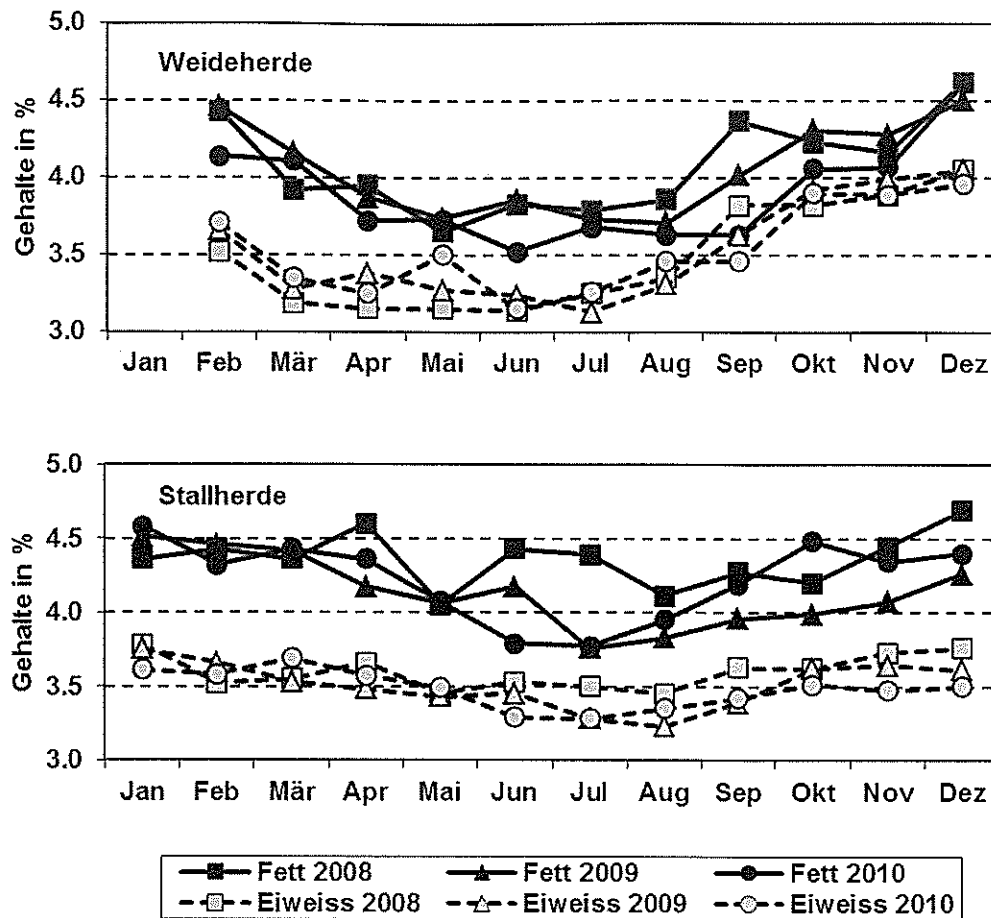 5.0
Weideherde
4.5
4.0
3.5
3.0
Gehalte in %
Jan Feb Mär Apr Mai Jun Jul Aug Sep Okt Nov Dez
5.0
Stallherde
4.5
4.0
3.5
3.0
Gehalte in %
Jan Feb Mär Apr Mai Jun Jul Aug Sep Okt Nov Dez
Fett 2008 Fett 2009 Fett 2010
Eiweiss 2008 Eiweiss 2009 Eiweiss 2010